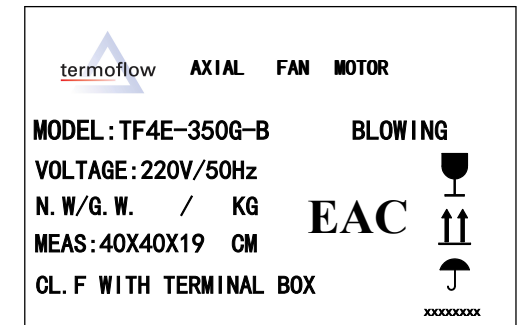 termoflow AXIAL FAN MOTOR
MODEL:TF4E-350G-B BLOWING
VOLTAGE:220V/50Hz
N.W/G.W. / KG
EAC
MEAS:40X40X19 CM
CL.F WITH TERMINAL BOX
xxxxxxxx